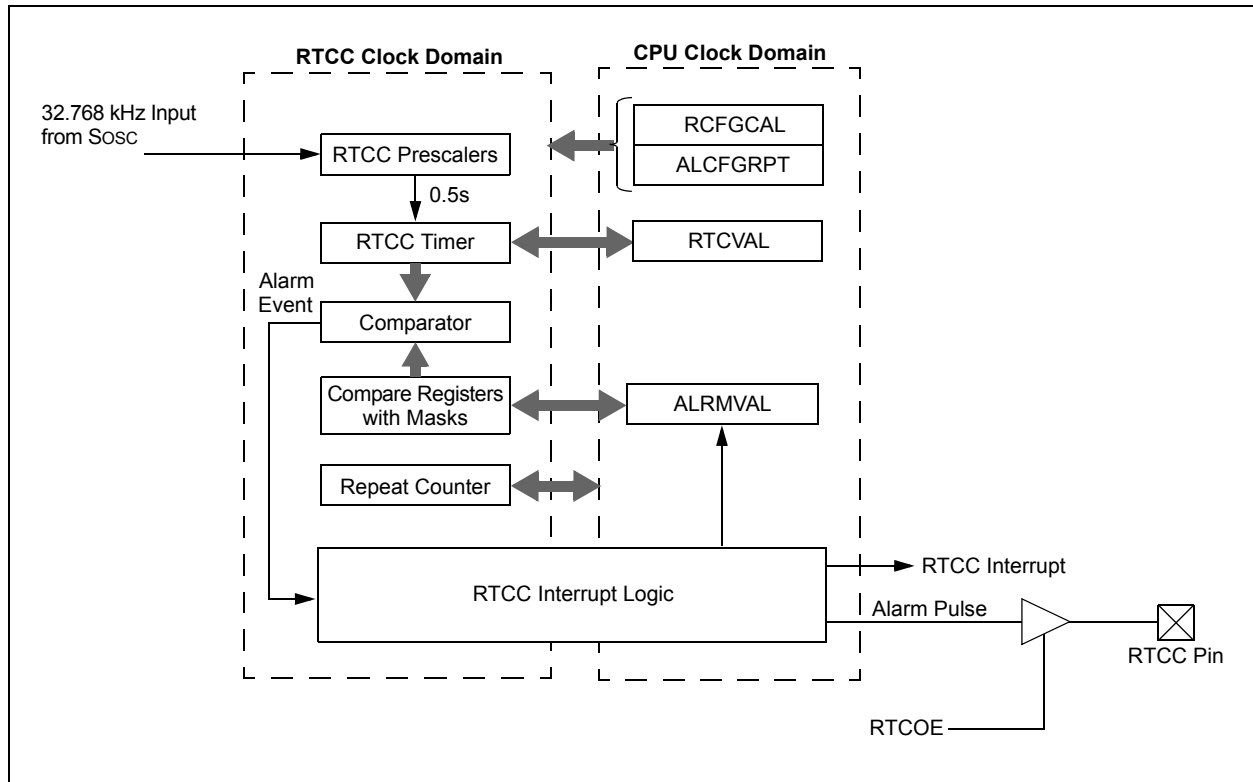 RTCC Clock Domain
CPU Clock Domain
32.768 kHz Input
from SOSC
RTCC Prescalers
RCFGCAL
ALCFGRPT
0.5s
RTCC Timer
RTCVAL
Alarm
Event
Comparator
Compare Registers
with Masks
ALRMVAL
Repeat Counter
RTCC Interrupt Logic
RTCC Interrupt
Alarm Pulse
RTCC Pin
RTCOE